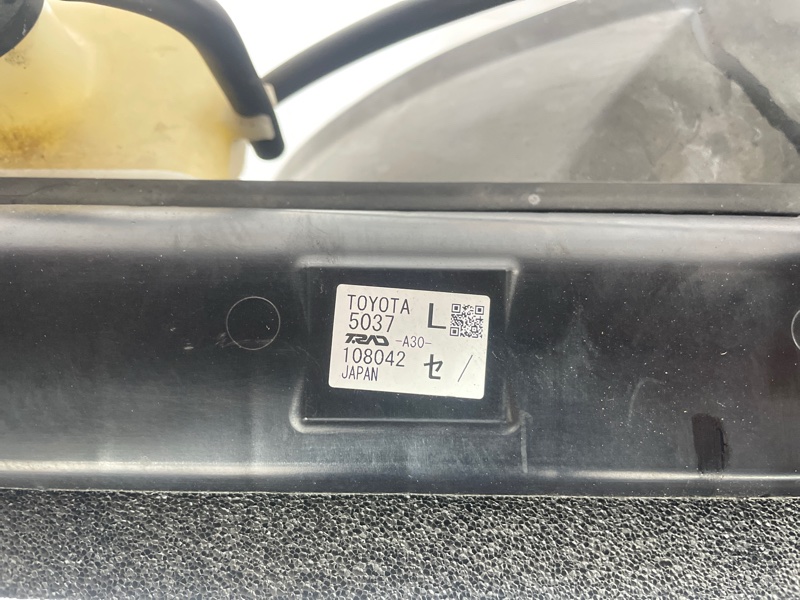 TOYOTA
5037 L
TRAD -A30-
108042 セ /
JAPAN